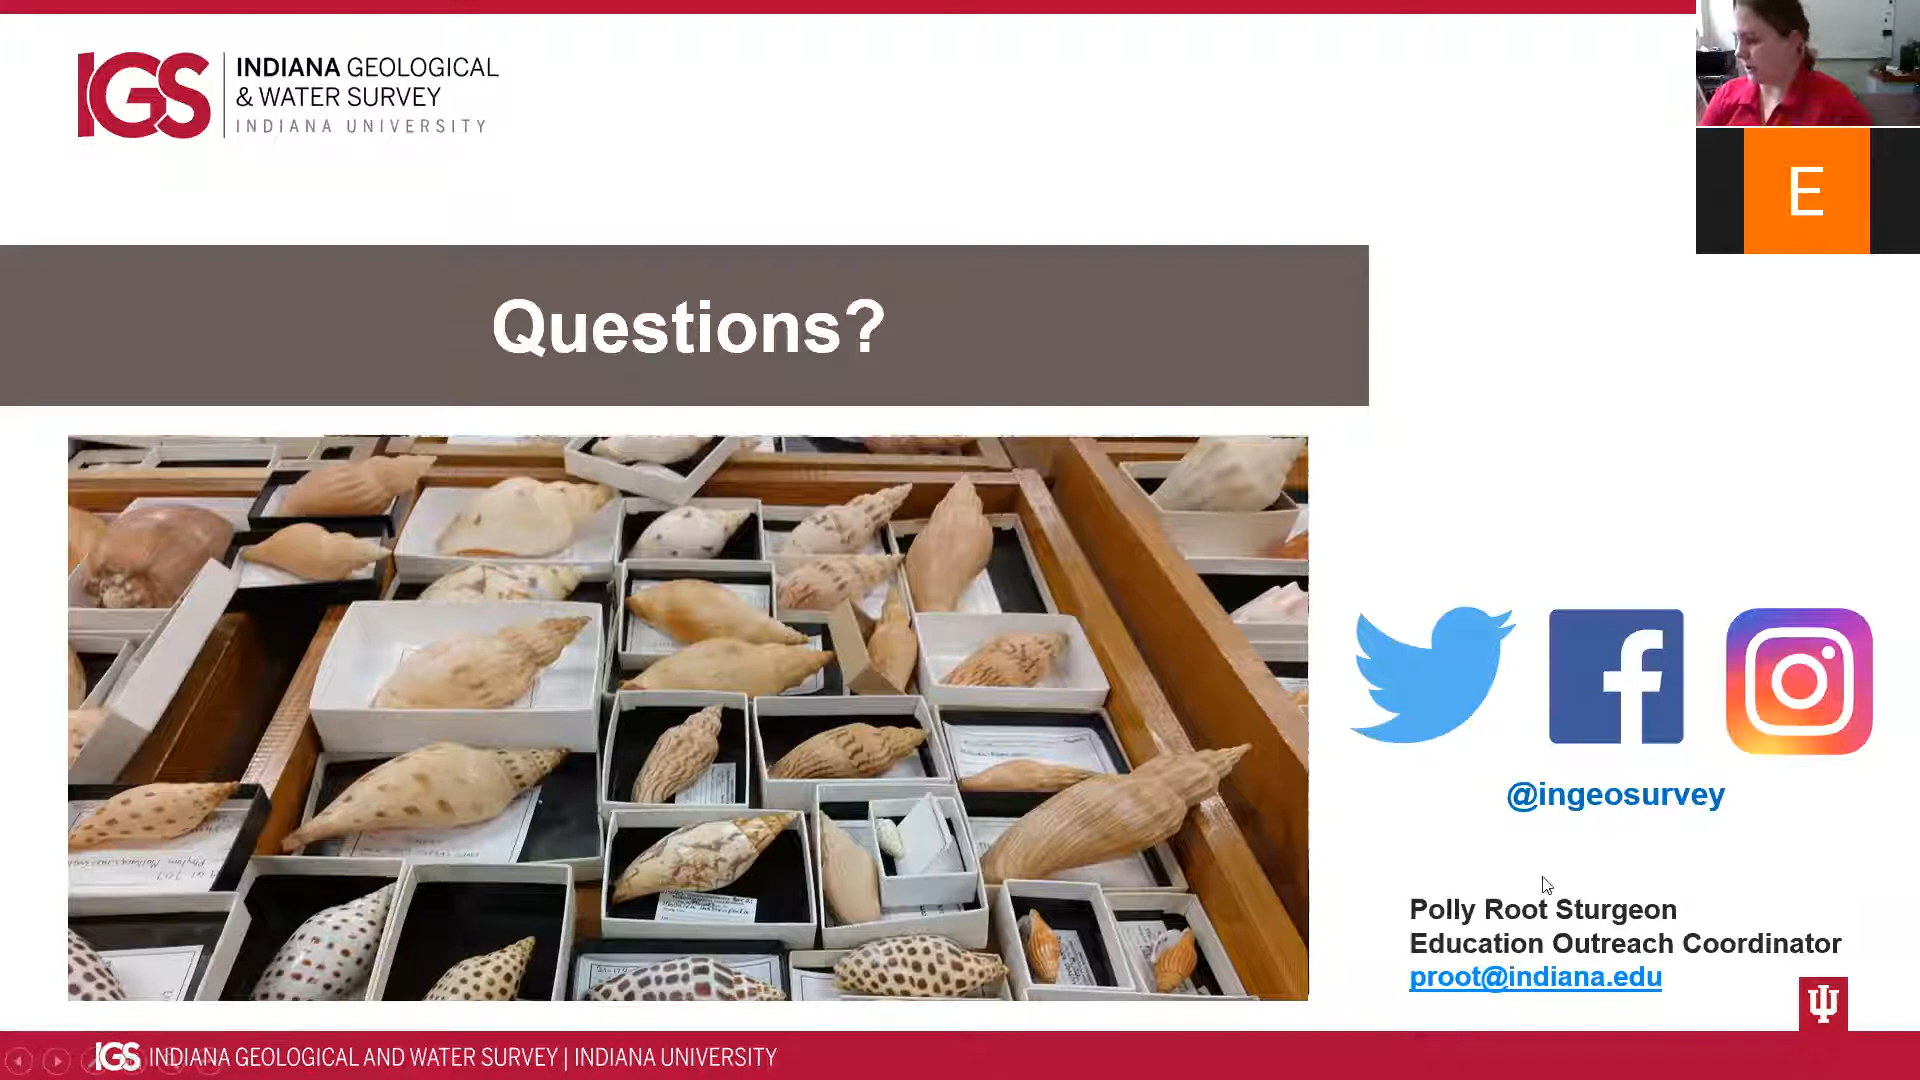 IGS
INDIANA GEOLOGICAL
& WATER SURVEY
INDIANA UNIVERSITY
E
Questions?
@ingeosurvey
Polly Root Sturgeon
Education Outreach Coordinator
proot@indiana.edu
IGS INDIANA GEOLOGICAL AND WATER SURVEY | INDIANA UNIVERSITY